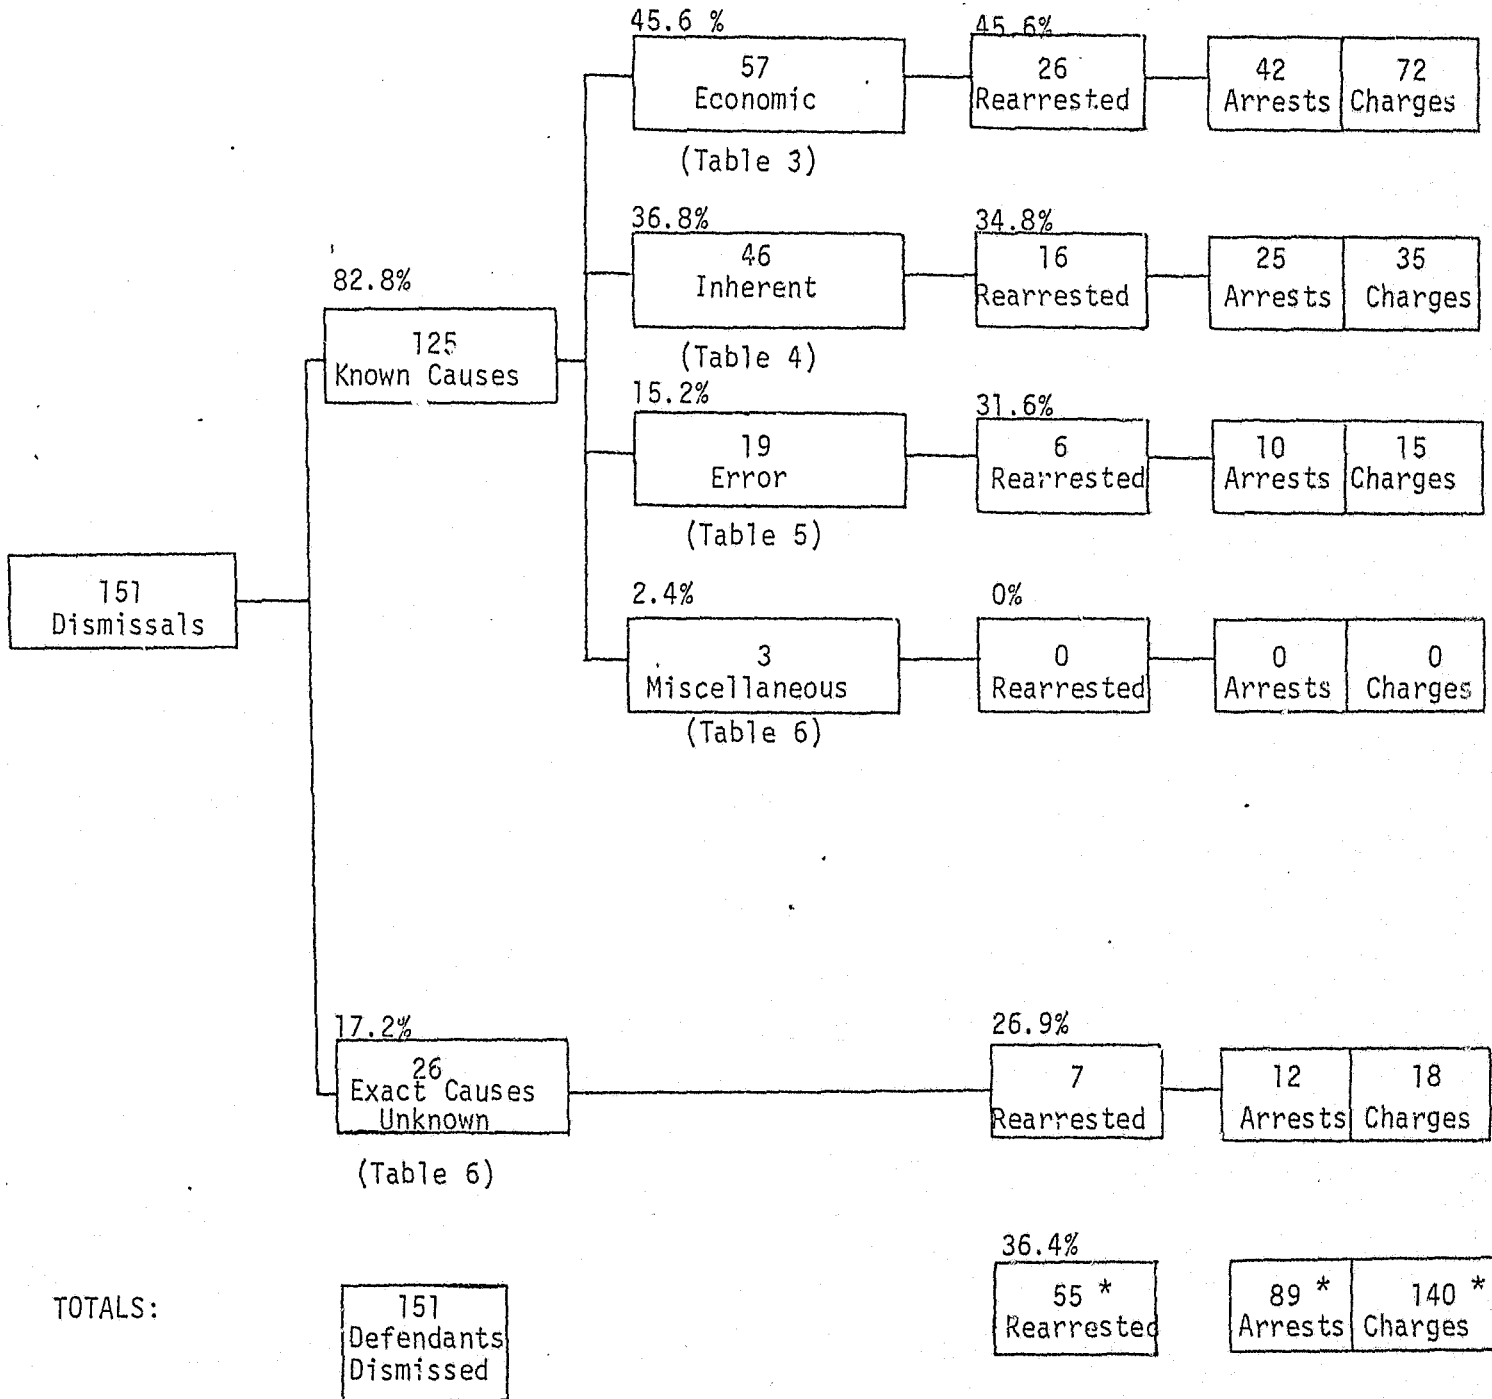 45.6 %
57
Economic
(Table 3)
45.6%
26
Rearrested
42
Arrests
72
Charges
36.8%
46
Inherent
(Table 4)
34.8%
16
Rearrested
25
Arrests
35
Charges
82.8%
125
Known Causes
15.2%
19
Error
(Table 5)
31.6%
6
Rearrested
10
Arrests
15
Charges
151
Dismissals
2.4%
3
Miscellaneous
(Table 6)
0%
0
Rearrested
0
Arrests
0
Charges
17.2%
26
Exact Causes
Unknown
(Table 6)
26.9%
7
Rearrested
12
Arrests
18
Charges
TOTALS:
151
Defendants
Dismissed
36.4%
55 *
Rearrested
89 *
Arrests
140 *
Charges